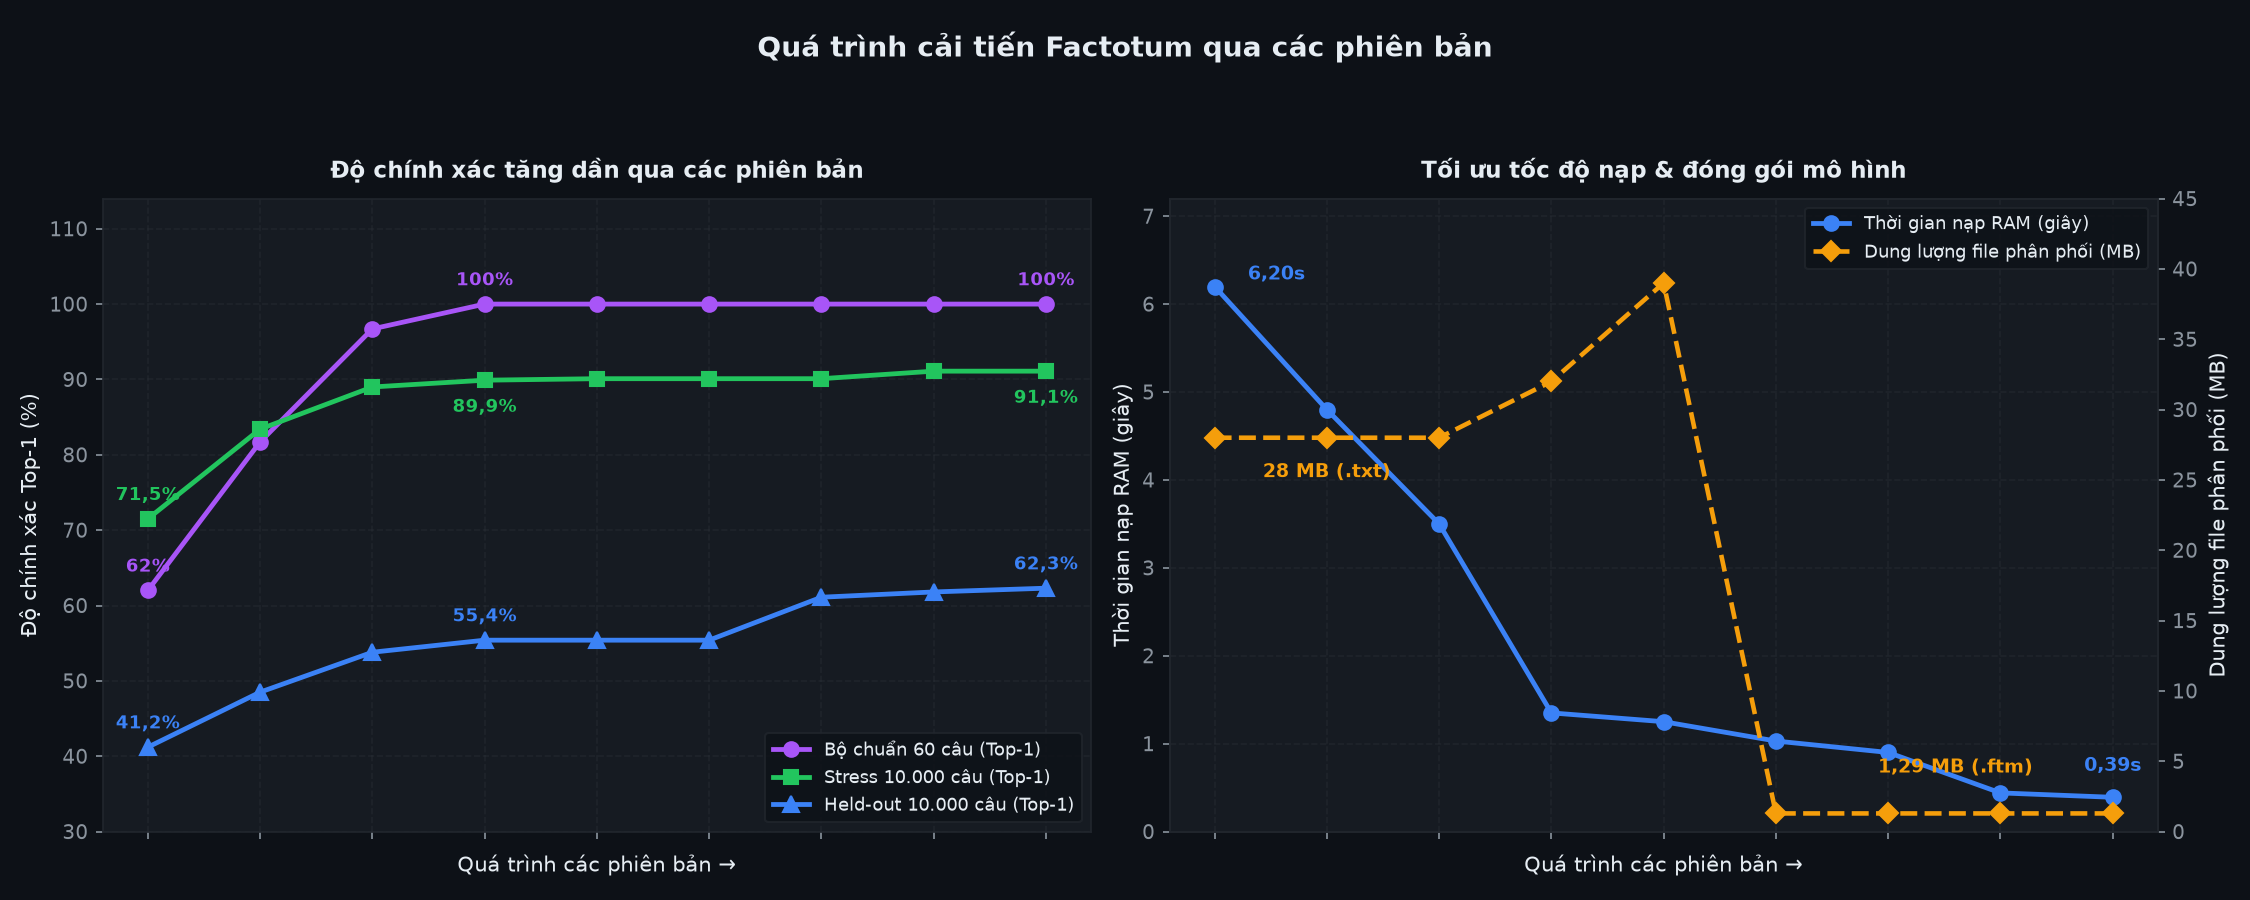 Quá trình cải tiến Factotum qua các phiên bản
Độ chính xác tăng dần qua các phiên bản
Độ chính xác Top-1 (%)
110
100
90
80
70
60
50
40
30
100%
100%
89,9%
91,1%
71,5%
62%
62,3%
55,4%
41,2%
Bộ chuẩn 60 câu (Top-1)
Stress 10.000 câu (Top-1)
Held-out 10.000 câu (Top-1)
Quá trình các phiên bản →
Tối ưu tốc độ nạp & đóng gói mô hình
Thời gian nạp RAM (giây)
7
6
5
4
3
2
1
0
Thời gian nạp RAM (giây)
Dung lượng file phân phối (MB)
6,20s
28 MB (.txt)
1,29 MB (.ftm)
0,39s
45
40
35
30
25
20
15
10
5
0
Dung lượng file phân phối (MB)
Quá trình các phiên bản →